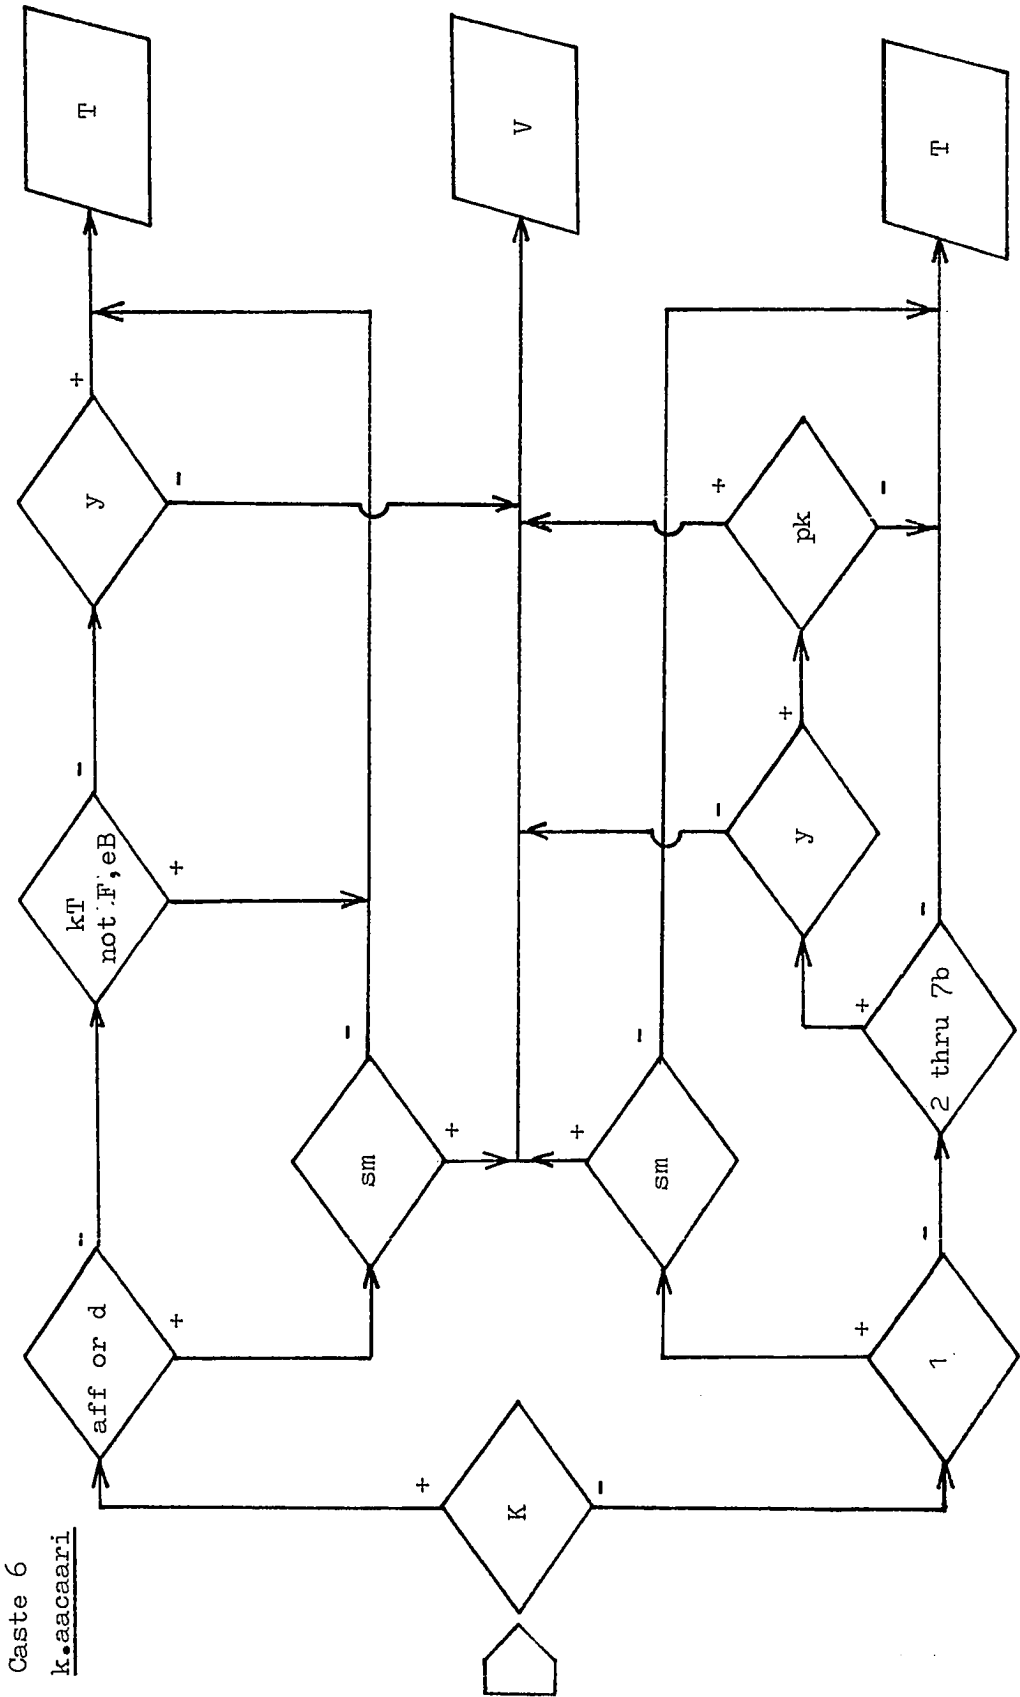 Caste 6
k.aacaari
K
+
-
aff or d
-
+
kT
not F, eB
-
+
y
+
-
T
sm
-
+
V
sm
-
+
1
+
-
2 thru 7b
+
-
y
-
+
pk
+
-
T